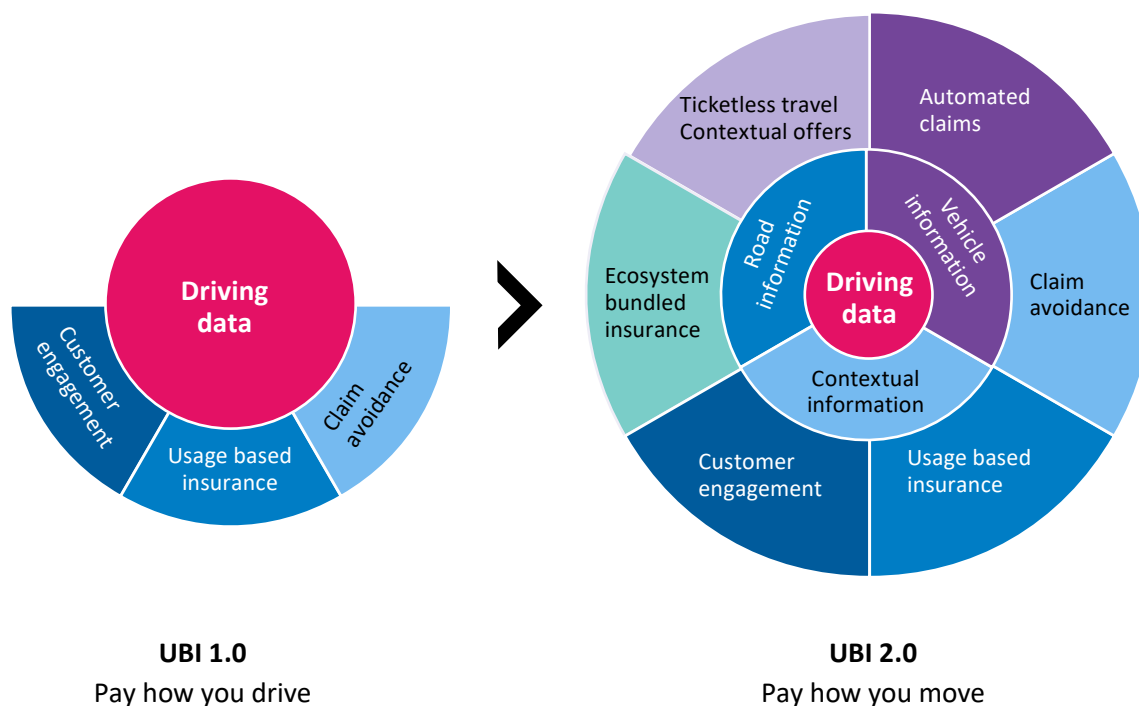 Driving
data
Customer
engagement
Usage based
insurance
Claim
avoidance
UBI 1.0
Pay how you drive
Ticketless travel
Contextual offers
Automated
claims
Road
information
Vehicle
information
Driving
data
Ecosystem
bundled
insurance
Claim
avoidance
Contextual
information
Customer
engagement
Usage based
insurance
UBI 2.0
Pay how you move